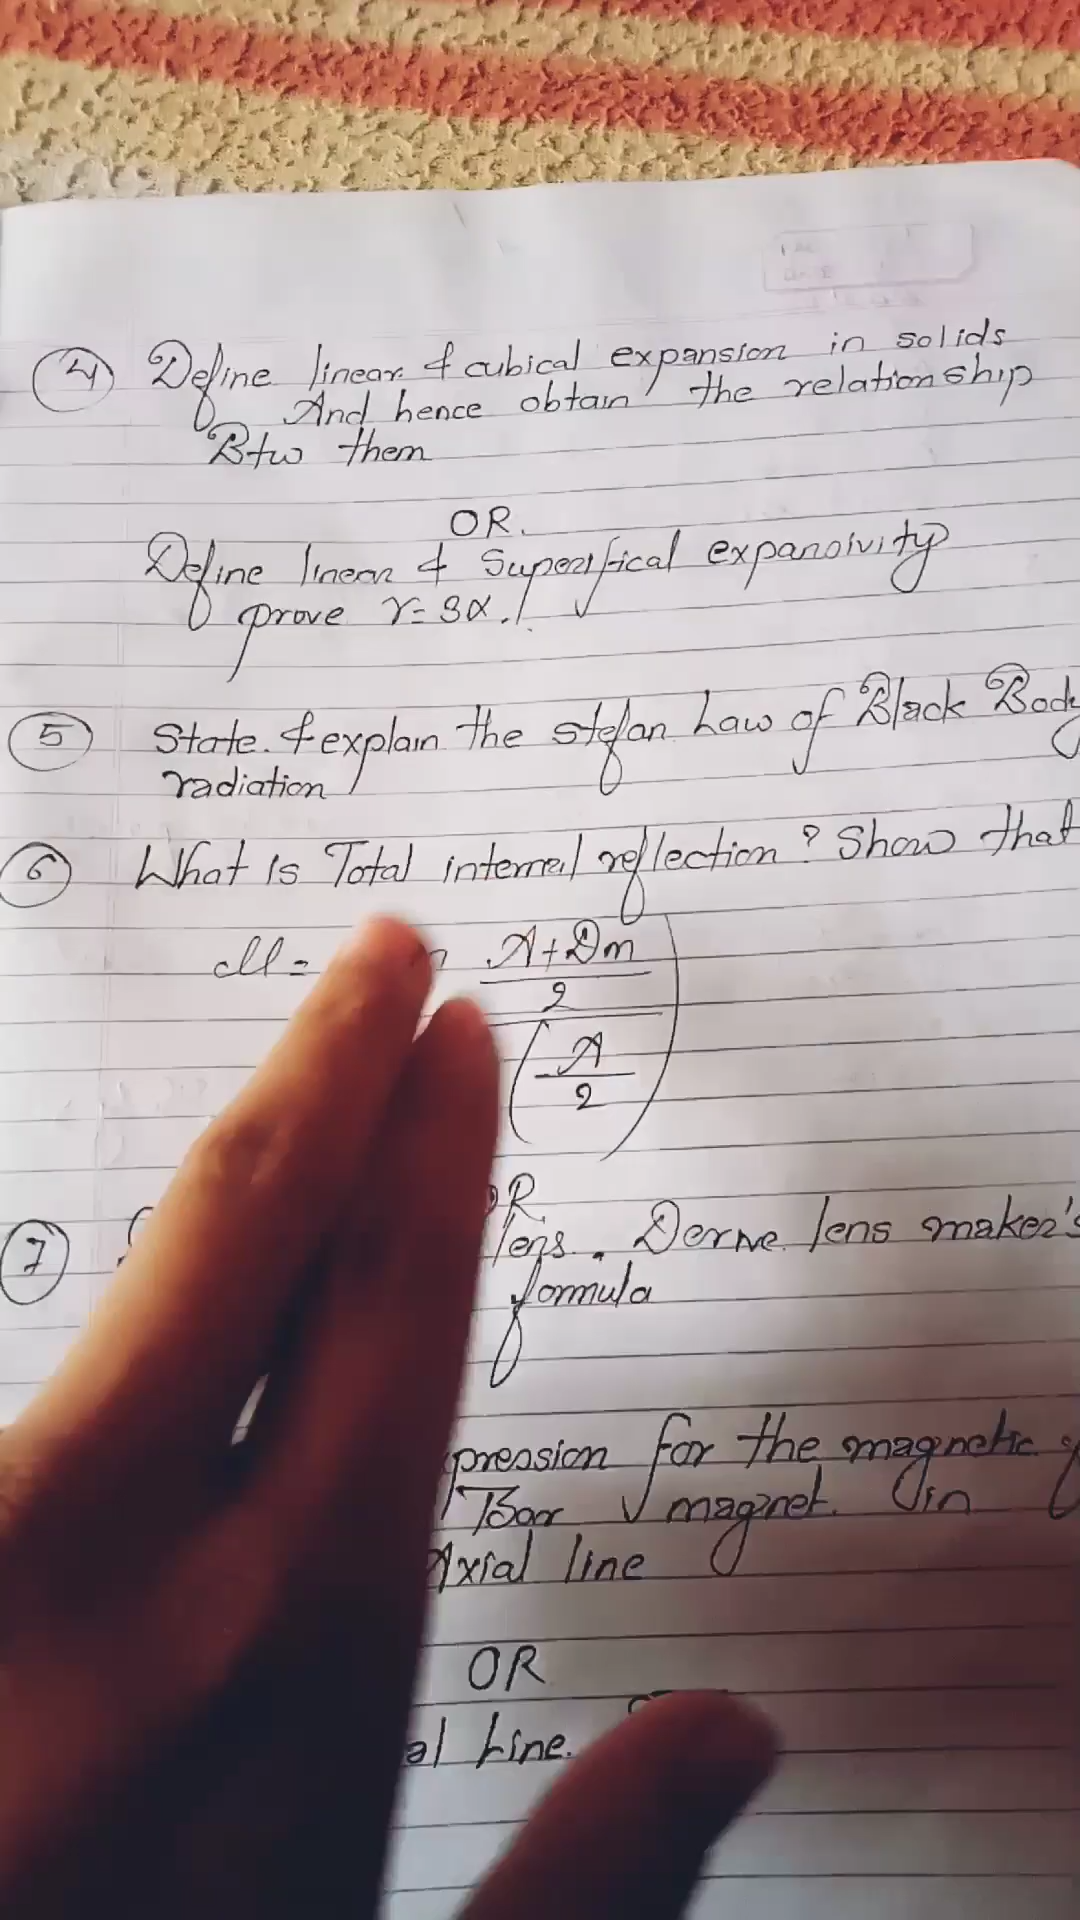 4 Define linear & cubical expansion in solids
And hence obtain the relationship
Btw them
OR.
Define linear & Superfical expansivity
prove γ=3α.
5 State. & explain the stefan Law of Black Body
radiation
6 What is Total internal reflection? Show that
A+Dm
2
A
2
OR
7 lens. Derive lens maker's
formula
for the magnetic
Bar magnet. in
Axial line
OR
Line.